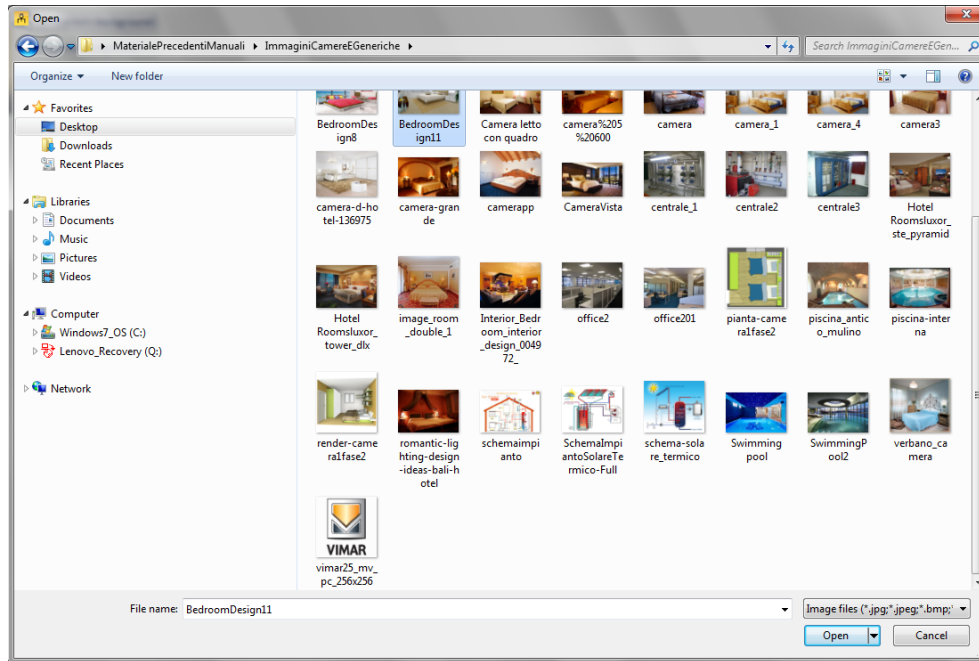 Open
MaterialePrecedentiManuali
ImmaginiCamereEGeneriche
Search ImmaginiCamereEGen...
Organize
New folder
Favorites
Desktop
Downloads
Recent Places
Libraries
Documents
Music
Pictures
Videos
Computer
Windows7_OS (C:)
Lenovo_Recovery (Q:)
Network
BedroomDes
ign8
BedroomDes
ign11
Camera letto
con quadro
camera%205
%20600
camera
camera_1
camera_4
camera3
camera-d-ho
tel-136975
camera-gran
de
camerapp
CameraVista
centrale_1
centrale2
centrale3
Hotel
Roomsluxor_
ste_pyramid
Hotel
Roomsluxor_
tower_dlx
image_room
_double_1
Interior_Bedr
oom_interior
_design_0049
72_
office2
office201
pianta-came
ra1fase2
piscina_antic
o_mulino
piscina-inter
na
render-came
ra1fase2
romantic-lig
hting-design
-ideas-bali-h
otel
schemaimpi
anto
SchemaImpi
antoSolareTe
rmico-Full
schema-sola
re_termico
Swimming
pool
SwimmingP
ool2
verbano_ca
mera
VIMAR
vimar25_mv_
pc_256x256
File name:
BedroomDesign11
Image files (*.jpg;*.jpeg;*.bmp;*
Open
Cancel